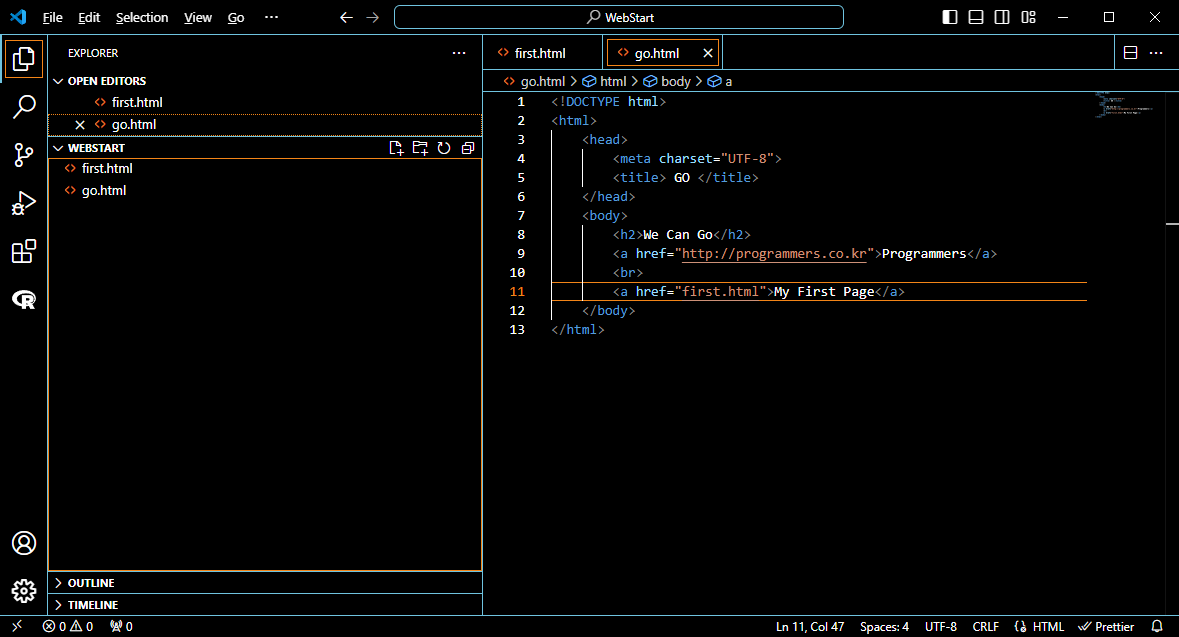 File Edit Selection View Go ··· WebStart
EXPLORER ···
OPEN EDITORS
first.html
go.html
WEBSTART
first.html
go.html
OUTLINE
TIMELINE
first.html go.html
go.html > html > body > a
1 <!DOCTYPE html>
2 <html>
3 <head>
4 <meta charset="UTF-8">
5 <title> GO </title>
6 </head>
7 <body>
8 <h2>We Can Go</h2>
9 <a href="http://programmers.co.kr">Programmers</a>
10 <br>
11 <a href="first.html">My First Page</a>
12 </body>
13 </html>
0 0 0 Ln 11, Col 47 Spaces: 4 UTF-8 CRLF HTML Prettier